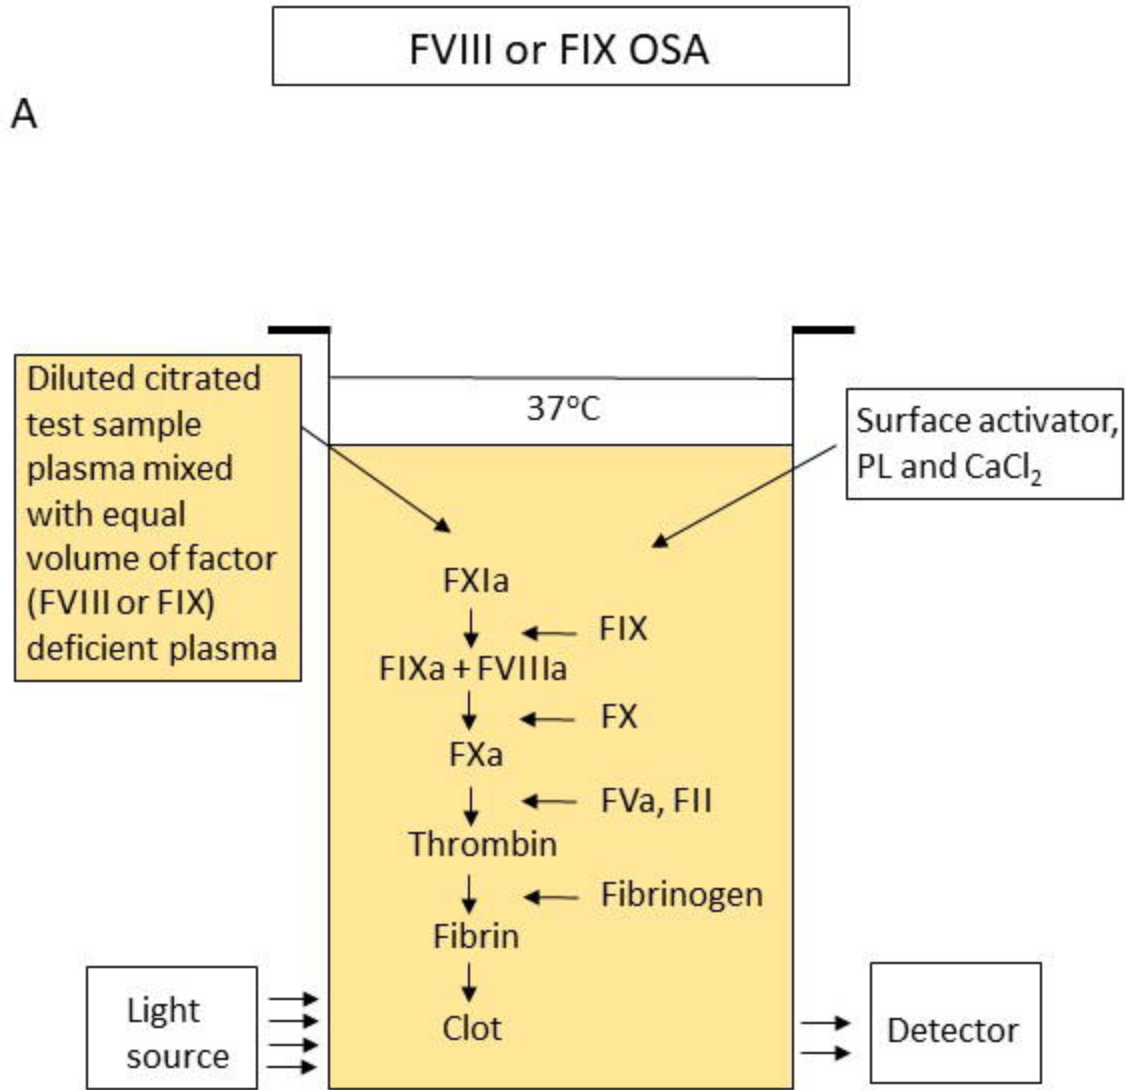 FVIII or FIX OSA
A
Diluted citrated
test sample
plasma mixed
with equal
volume of factor
(FVIII or FIX)
deficient plasma
37°C
Surface activator,
PL and CaCl₂
FXIa
FIX
FIXa + FVIIIa
FX
FXa
FVa, FII
Thrombin
Fibrinogen
Fibrin
Clot
Light
source
Detector